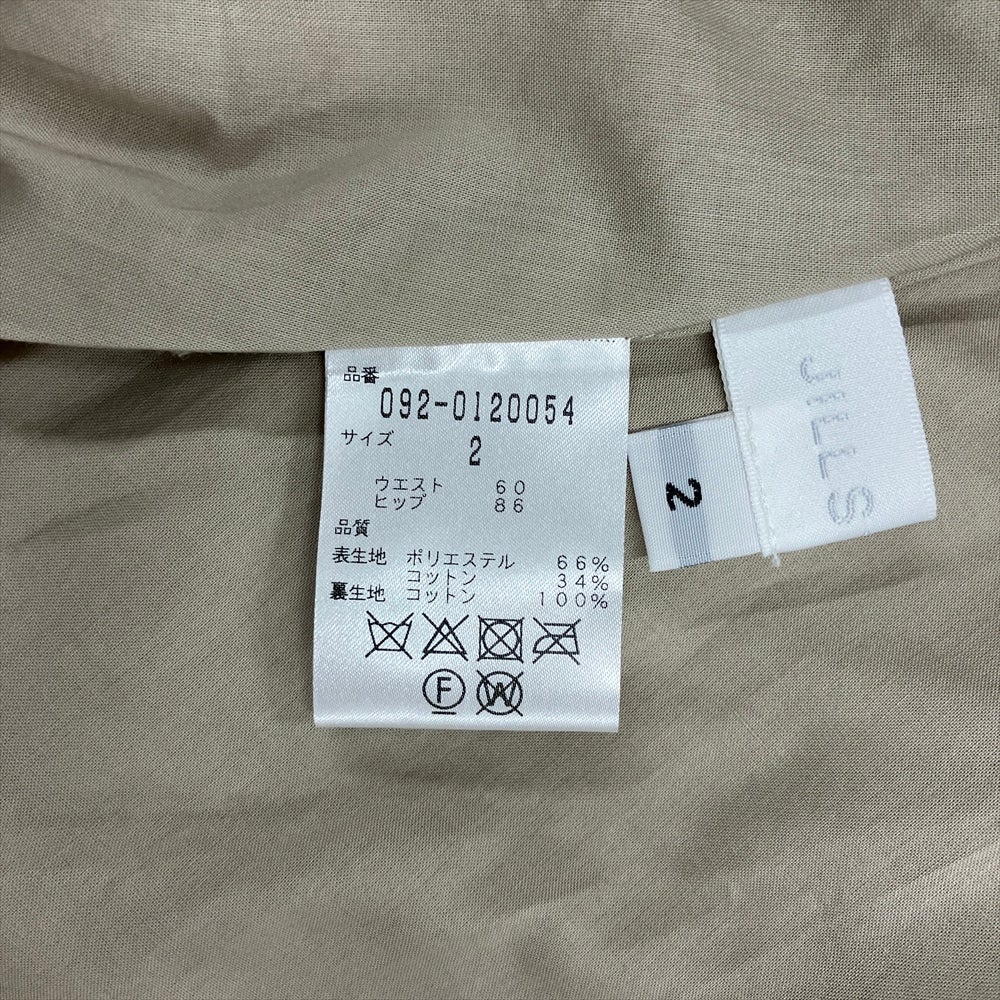 品番
092-0120054
サイズ
2
ウエスト 60
ヒップ 86
品質
表生地 ポリエステル 66%
コットン 34%
裏生地 コットン 100%
F W
2
JILLS